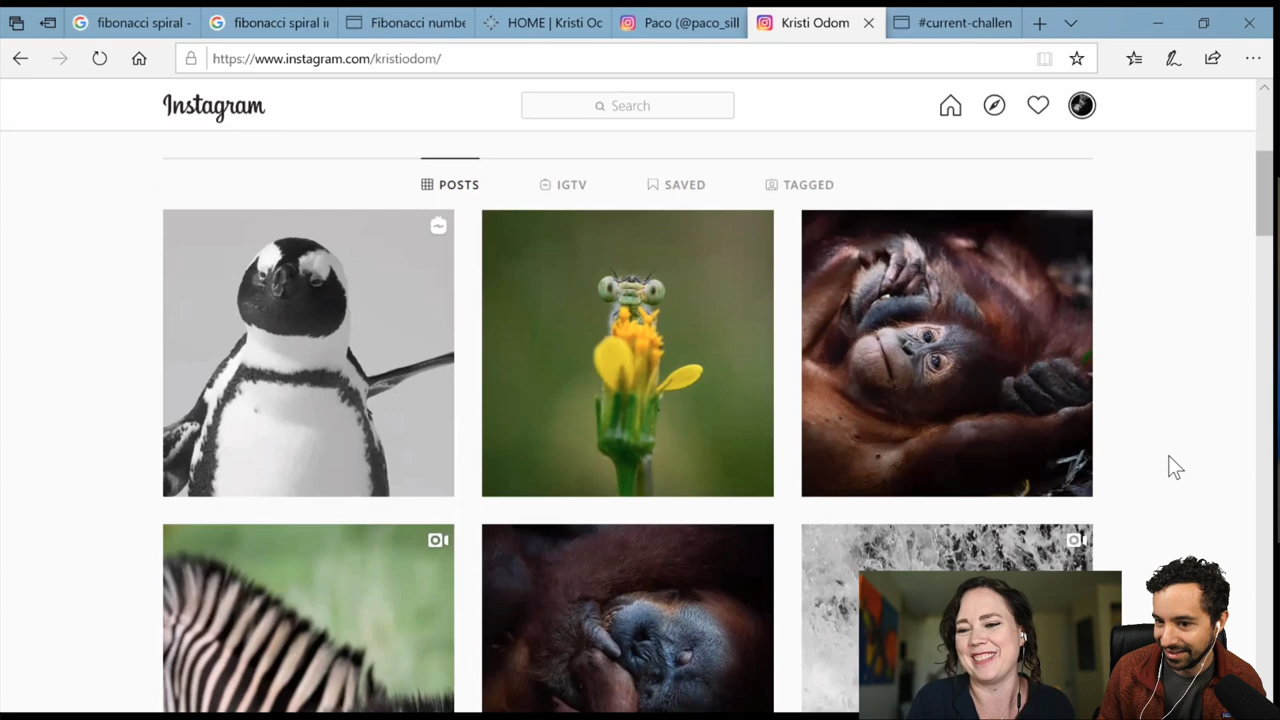 fibonacci spiral -
fibonacci spiral ir
Fibonacci numbe
HOME | Kristi Oc
Paco (@paco_sill
Kristi Odom
#current-challen
https://www.instagram.com/kristiodom/
Instagram
Search
POSTS
IGTV
SAVED
TAGGED